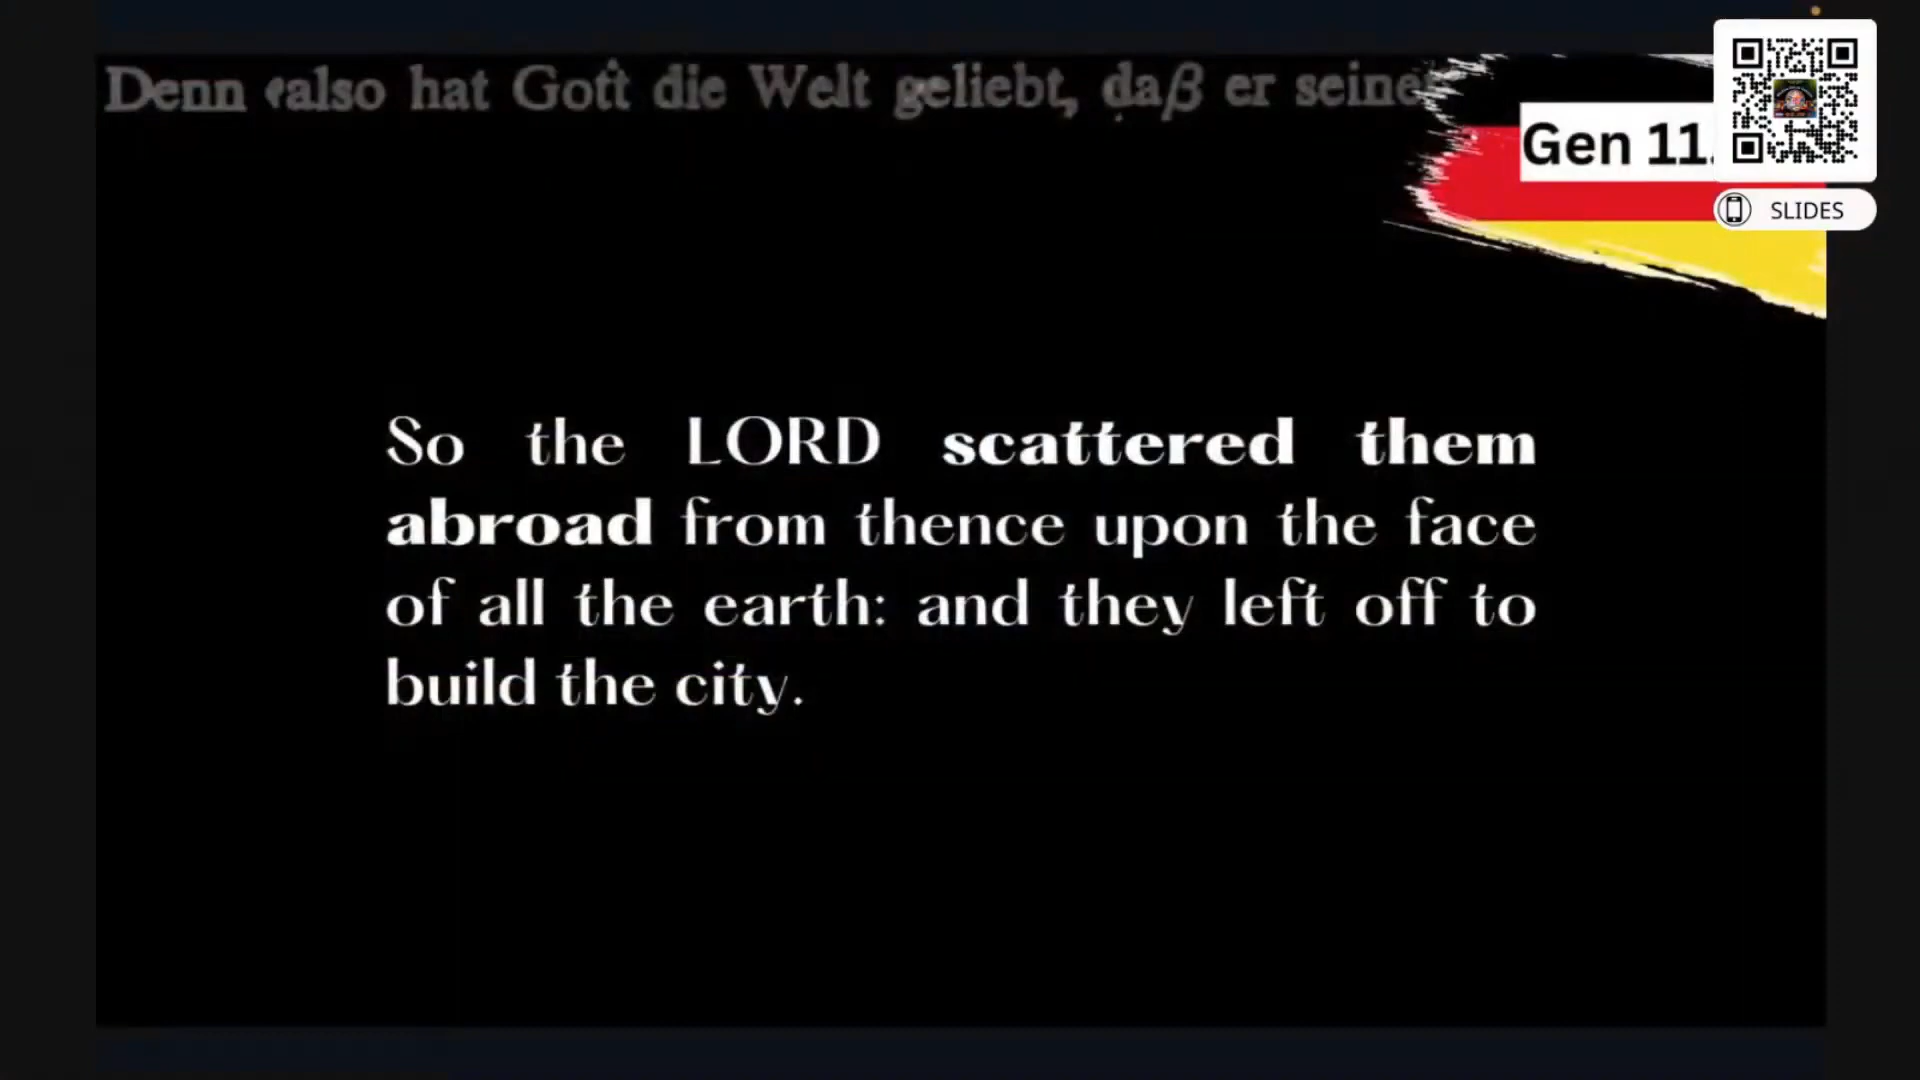 Denn also hat Gott die Welt geliebt, daß er seine
Gen 11
SLIDES
So the LORD scattered them
abroad from thence upon the face
of all the earth: and they left off to
build the city.